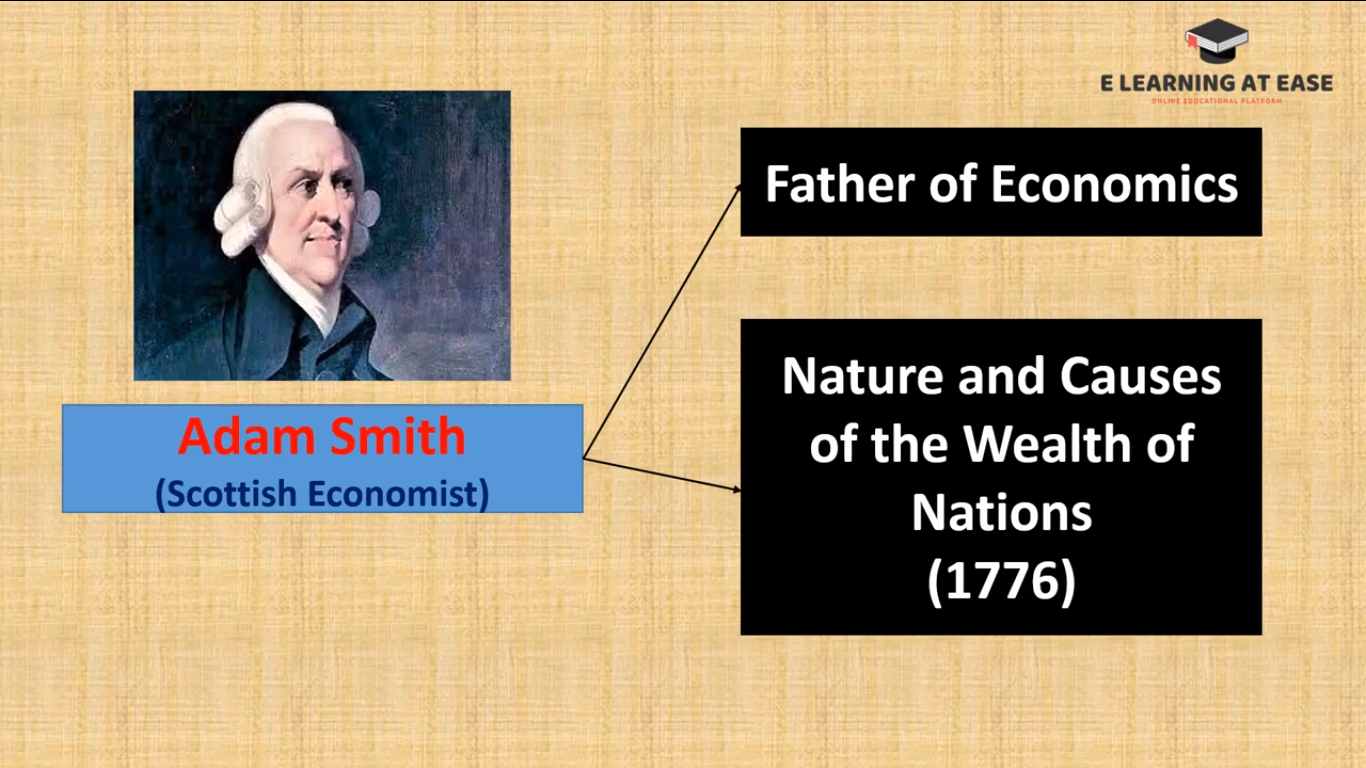 E LEARNING AT EASE
ONLINE EDUCATIONAL PLATFORM
Adam Smith
(Scottish Economist)
Father of Economics
Nature and Causes
of the Wealth of
Nations
(1776)